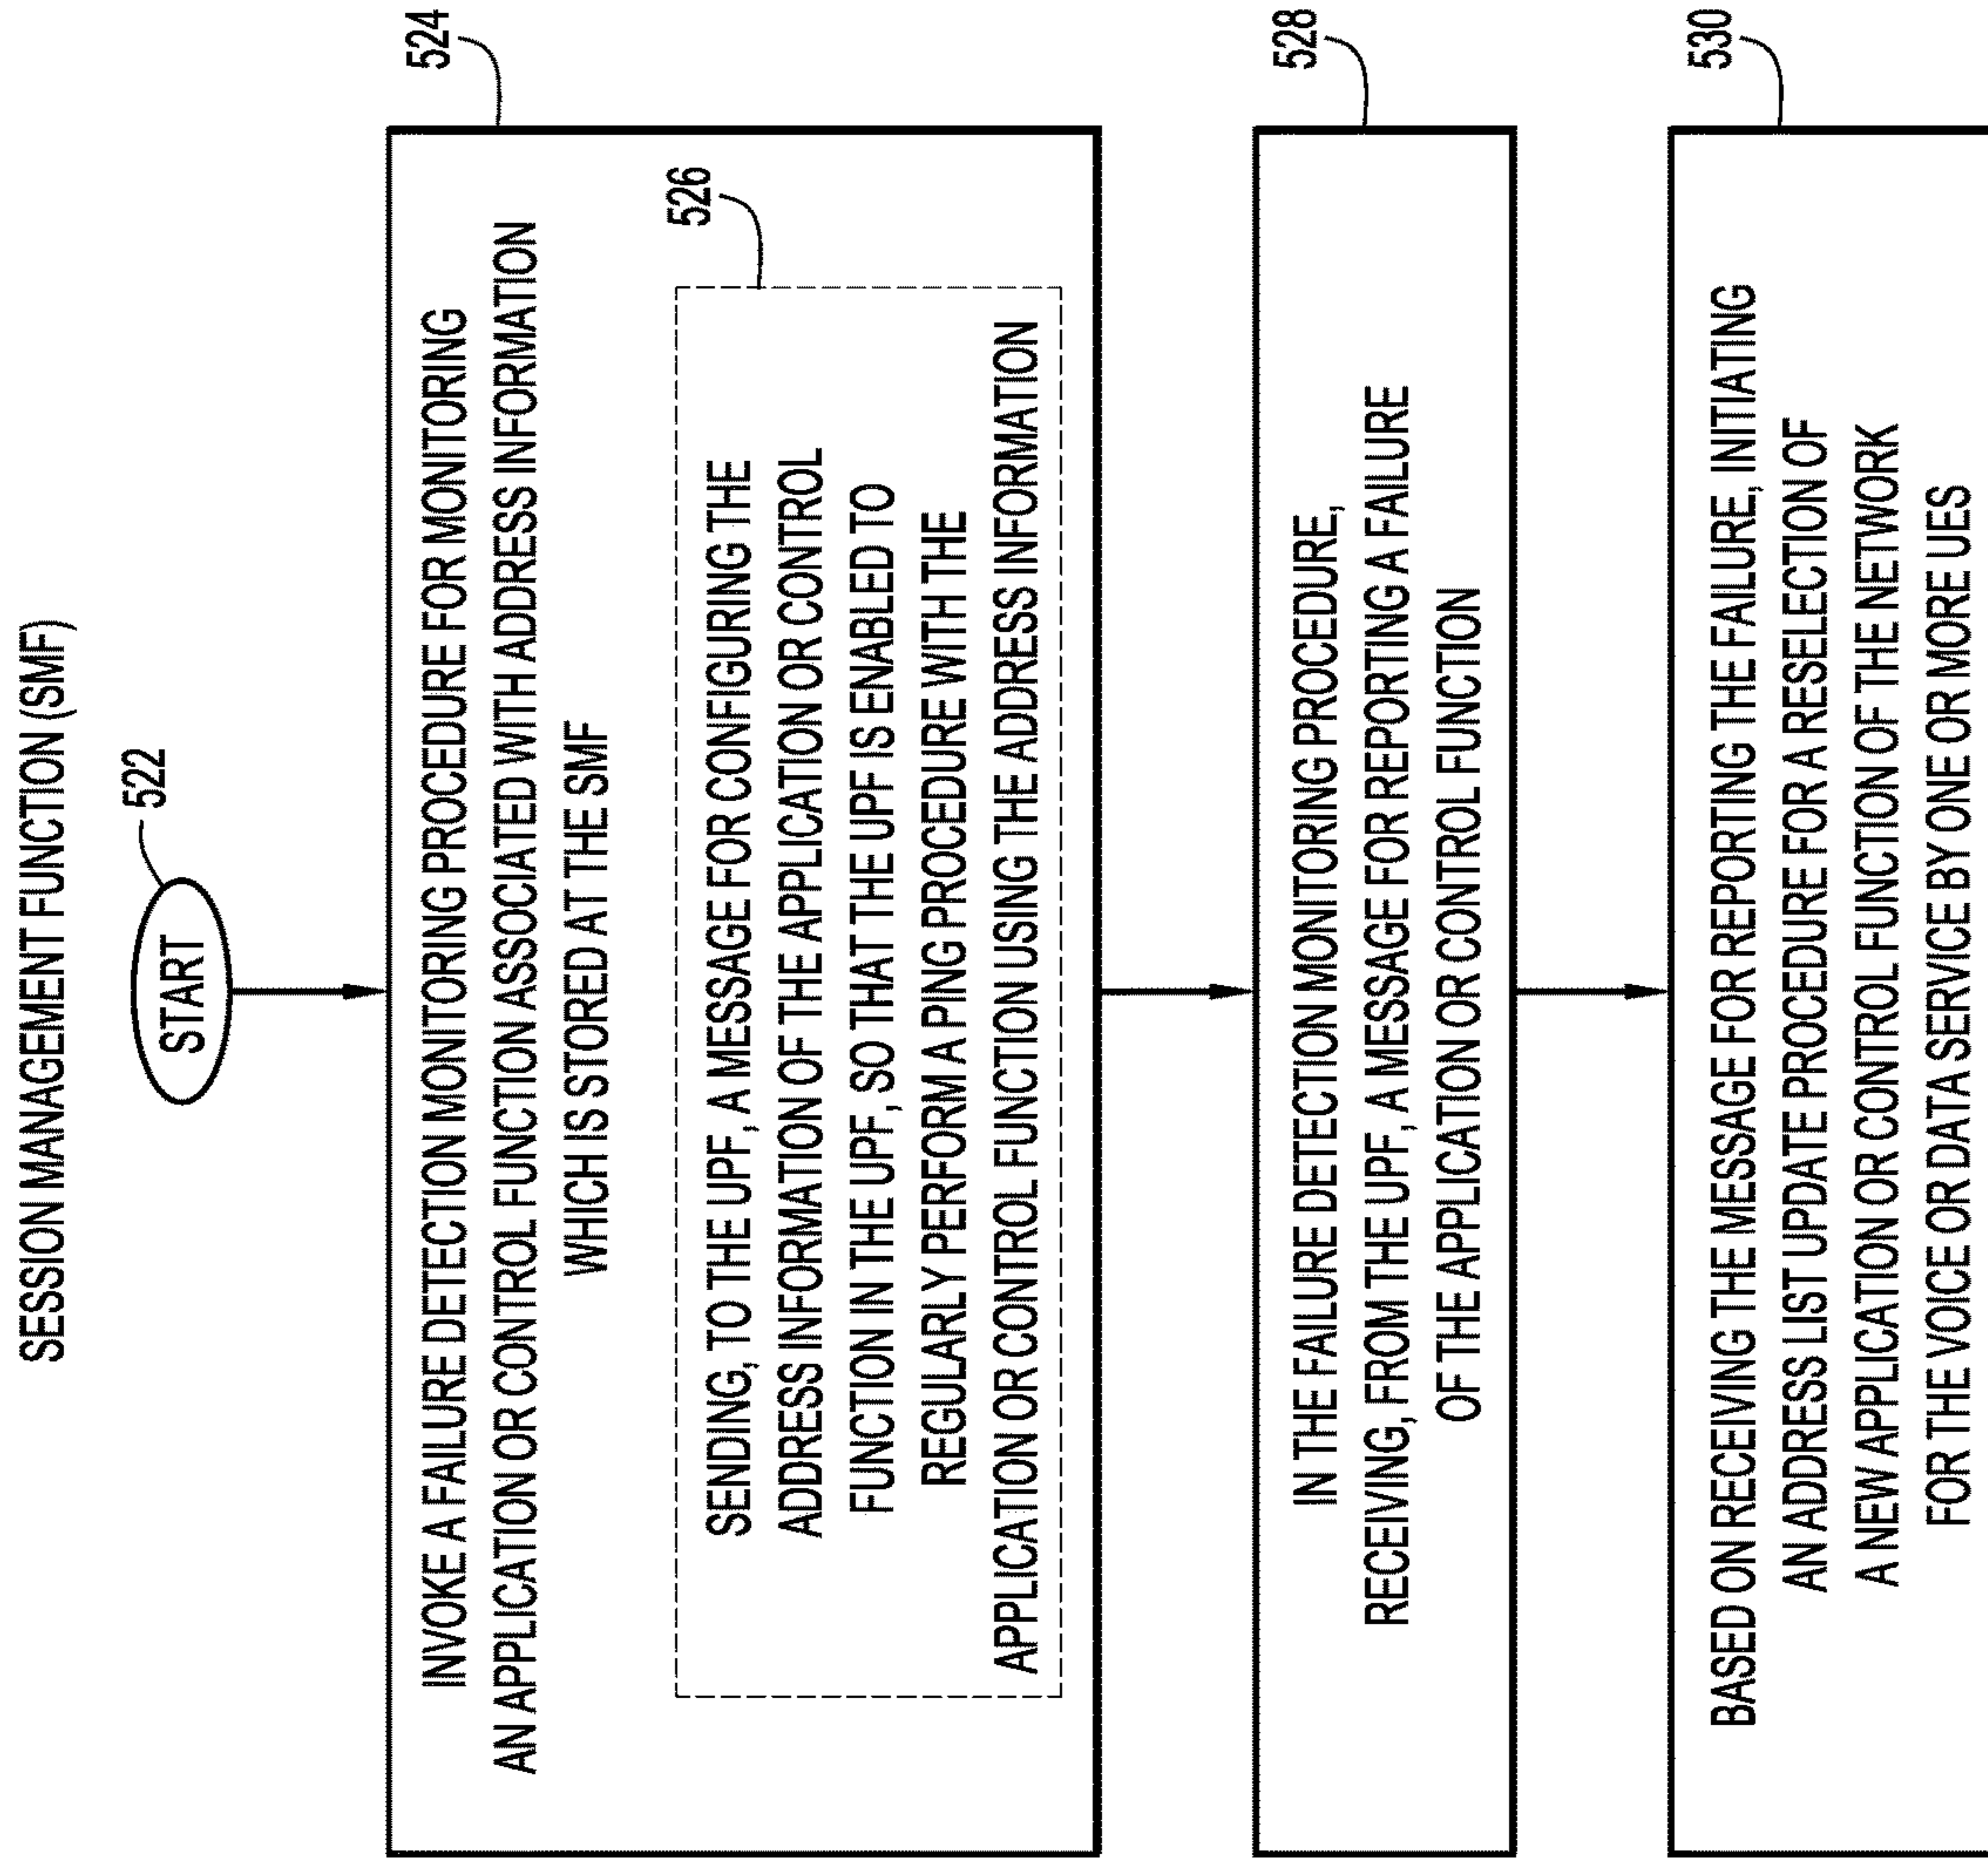 SESSION MANAGEMENT FUNCTION (SMF)
522
START
524
INVOKE A FAILURE DETECTION MONITORING PROCEDURE FOR MONITORING
AN APPLICATION OR CONTROL FUNCTION ASSOCIATED WITH ADDRESS INFORMATION
WHICH IS STORED AT THE SMF
526
SENDING, TO THE UPF, A MESSAGE FOR CONFIGURING THE
ADDRESS INFORMATION OF THE APPLICATION OR CONTROL
FUNCTION IN THE UPF, SO THAT THE UPF IS ENABLED TO
REGULARLY PERFORM A PING PROCEDURE WITH THE
APPLICATION OR CONTROL FUNCTION USING THE ADDRESS INFORMATION
528
IN THE FAILURE DETECTION MONITORING PROCEDURE,
RECEIVING, FROM THE UPF, A MESSAGE FOR REPORTING A FAILURE
OF THE APPLICATION OR CONTROL FUNCTION
530
BASED ON RECEIVING THE MESSAGE FOR REPORTING THE FAILURE, INITIATING
AN ADDRESS LIST UPDATE PROCEDURE FOR A RESELECTION OF
A NEW APPLICATION OR CONTROL FUNCTION OF THE NETWORK
FOR THE VOICE OR DATA SERVICE BY ONE OR MORE UES